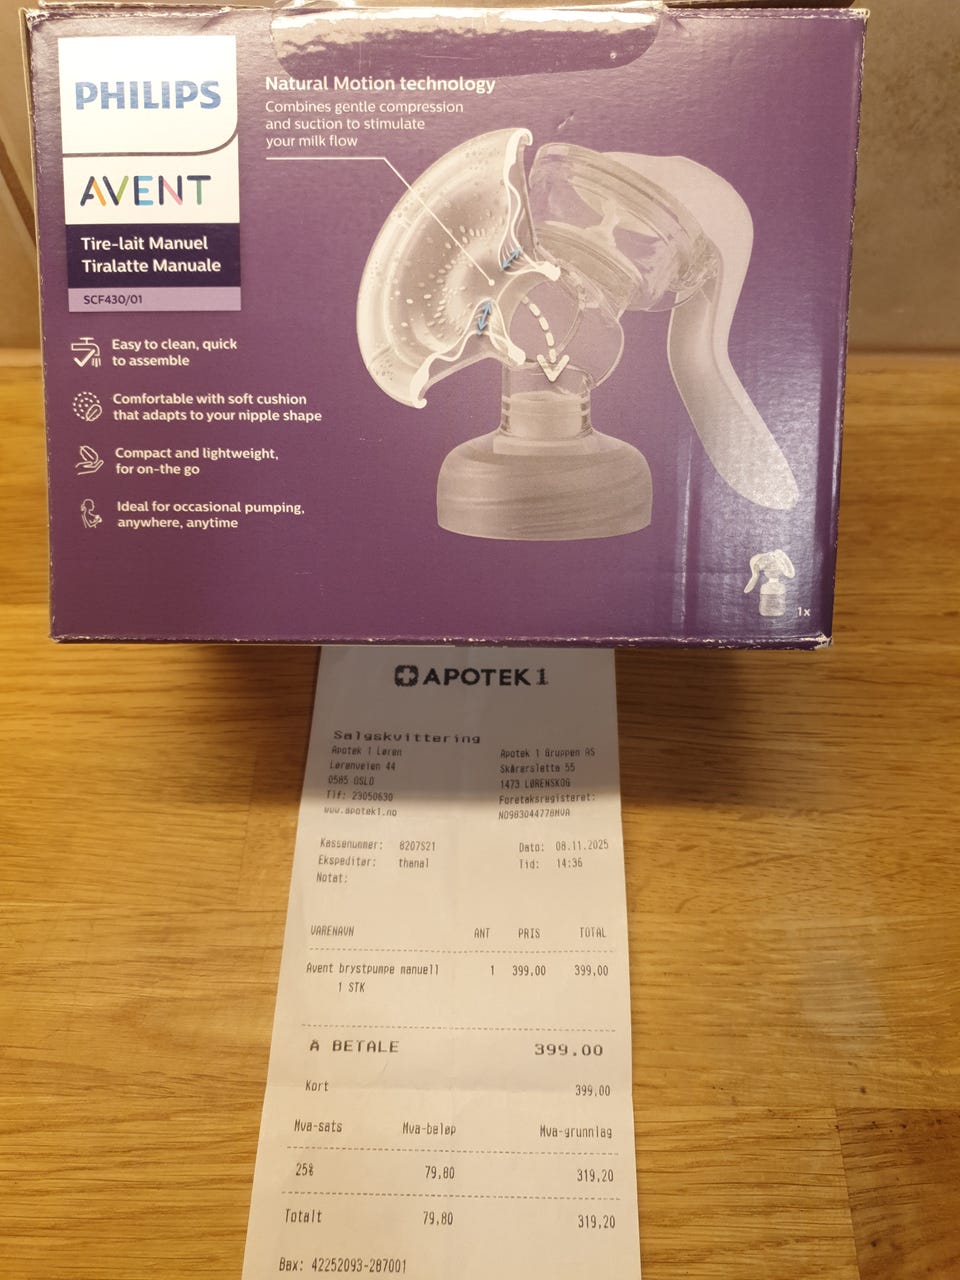 PHILIPS
AVENT
Tire-lait Manuel
Tiralatte Manuale
SCF430/01
Natural Motion technology
Combines gentle compression
and suction to stimulate
your milk flow
Easy to clean, quick
to assemble
Comfortable with soft cushion
that adapts to your nipple shape
Compact and lightweight,
for on-the go
Ideal for occasional pumping,
anywhere, anytime
1x
APOTEK 1
Salgskvittering
Apotek 1 Løren
Lørenveien 44
0585 OSLO
Tlf: 23050630
www.apotek1.no
Apotek 1 Gruppen AS
Skårersletta 55
1473 LØRENSKOG
Foretaksregisteret:
NO983044778MVA
Kassenummer: 8207S21
Ekspeditør: thanal
Notat:
Dato: 08.11.2025
Tid: 14:36
VARENAVN ANT PRIS TOTAL
Avent brystpumpe manuell 1 399,00 399,00
1 STK
Å BETALE 399.00
Kort 399,00
Mva-sats Mva-beløp Mva-grunnlag
25% 79,80 319,20
Totalt 79,80 319,20
Bax: 42252093-287001